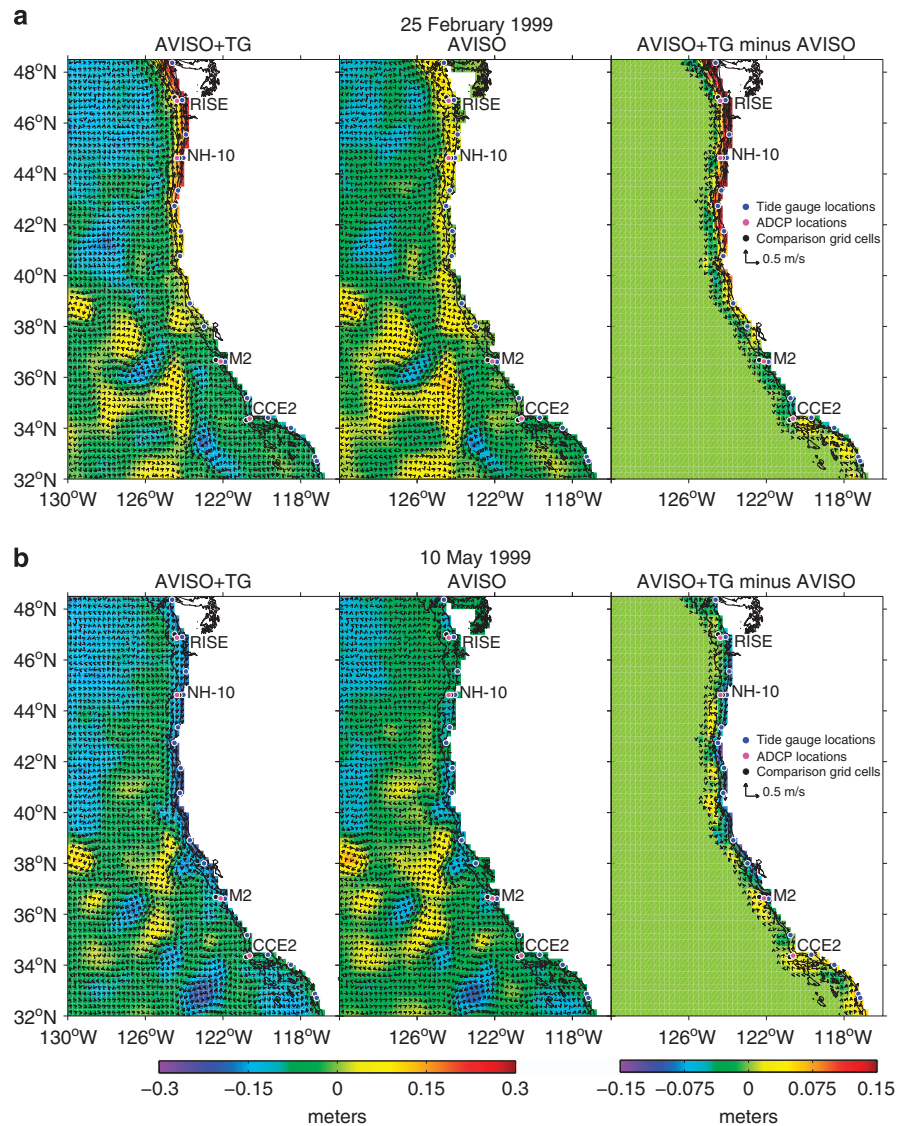 a
25 February 1999
AVISO+TG AVISO AVISO+TG minus AVISO
48°N
46°N
44°N
42°N
40°N
38°N
36°N
34°N
32°N
RISE
NH-10
M2
CCE2
RISE
NH-10
M2
CCE2
RISE
NH-10
Tide gauge locations
ADCP locations
Comparison grid cells
0.5 m/s
M2
CCE2
130°W 126°W 122°W 118°W 126°W 122°W 118°W 126°W 122°W 118°W
b
10 May 1999
AVISO+TG AVISO AVISO+TG minus AVISO
48°N
46°N
44°N
42°N
40°N
38°N
36°N
34°N
32°N
RISE
NH-10
M2
CCE2
RISE
NH-10
M2
CCE2
RISE
NH-10
Tide gauge locations
ADCP locations
Comparison grid cells
0.5 m/s
M2
CCE2
130°W 126°W 122°W 118°W 126°W 122°W 118°W 126°W 122°W 118°W
−0.3 −0.15 0 0.15 0.3
meters
−0.15 −0.075 0 0.075 0.15
meters